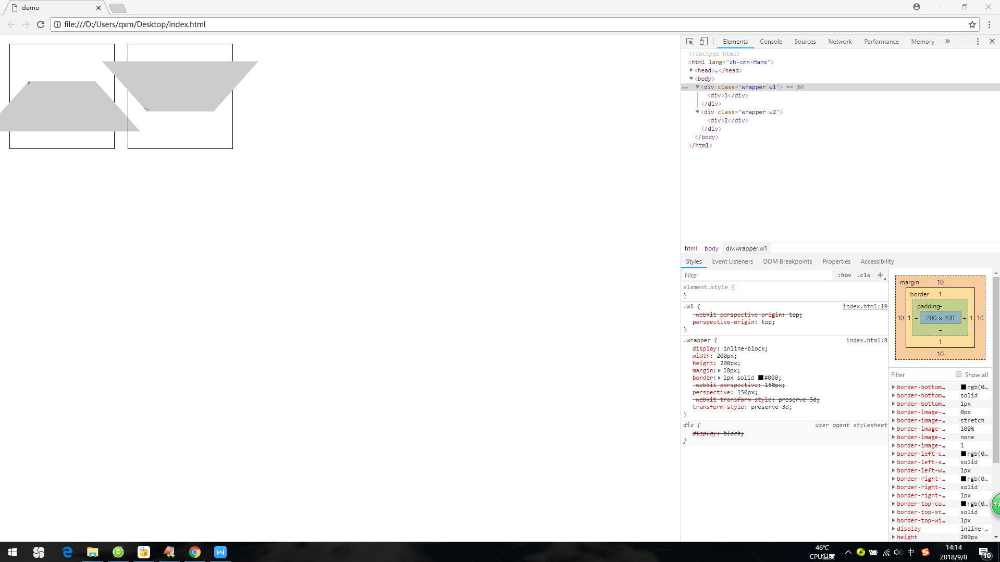 demo
file:///D:/Users/qxm/Desktop/index.html
Elements Console Sources Network Performance Memory »
<!doctype html>
<html lang="zh-cmn-Hans">
<head>…</head>
<body>
… <div class="wrapper w1"> == $0
<div>1</div>
</div>
<div class="wrapper w2">
<div>2</div>
</div>
</body>
</html>
html body div.wrapper.w1
Styles Event Listeners DOM Breakpoints Properties Accessibility
Filter :hov .cls +
element.style {
}
.w1 { index.html:19
-webkit-perspective-origin: top;
perspective-origin: top;
}
.wrapper { index.html:8
display: inline-block;
width: 200px;
height: 200px;
margin: 10px;
border: 1px solid #000;
-webkit-perspective: 150px;
perspective: 150px;
-webkit-transform-style: preserve-3d;
transform-style: preserve-3d;
}
div { user agent stylesheet
display: block;
}
margin 10
border 1
padding –
10 1 – 200 × 200 – 1 10
–
1
10
Filter Show all
border-bottom… rgb(0…
border-bottom… solid
border-bottom… 1px
border-image-… 0px
border-image-… stretch
border-image-… 100%
border-image-… none
border-image-… 1
border-left-c… rgb(0…
border-left-s… solid
border-left-w… 1px
border-right-… rgb(0…
border-right-… solid
border-right-… 1px
border-top-co… rgb(0…
border-top-st… solid
border-top-wi… 1px
display inline-…
height 200px
43
46℃
CPU温度
中
14:14
2018/9/8
10